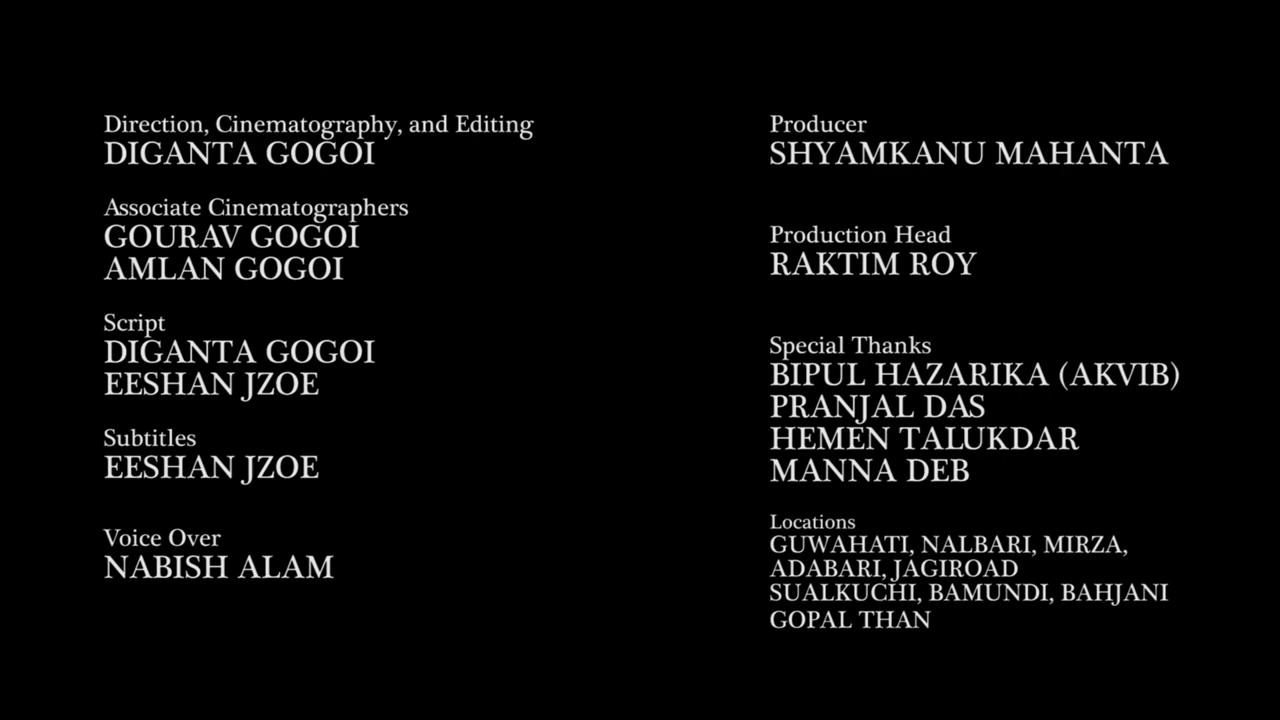 Direction, Cinematography, and Editing
DIGANTA GOGOI
Associate Cinematographers
GOURAV GOGOI
AMLAN GOGOI
Script
DIGANTA GOGOI
EESHAN JZOE
Subtitles
EESHAN JZOE
Voice Over
NABISH ALAM
Producer
SHYAMKANU MAHANTA
Production Head
RAKTIM ROY
Special Thanks
BIPUL HAZARIKA (AKVIB)
PRANJAL DAS
HEMEN TALUKDAR
MANNA DEB
Locations
GUWAHATI, NALBARI, MIRZA,
ADABARI, JAGIROAD
SUALKUCHI, BAMUNDI, BAHJANI
GOPAL THAN